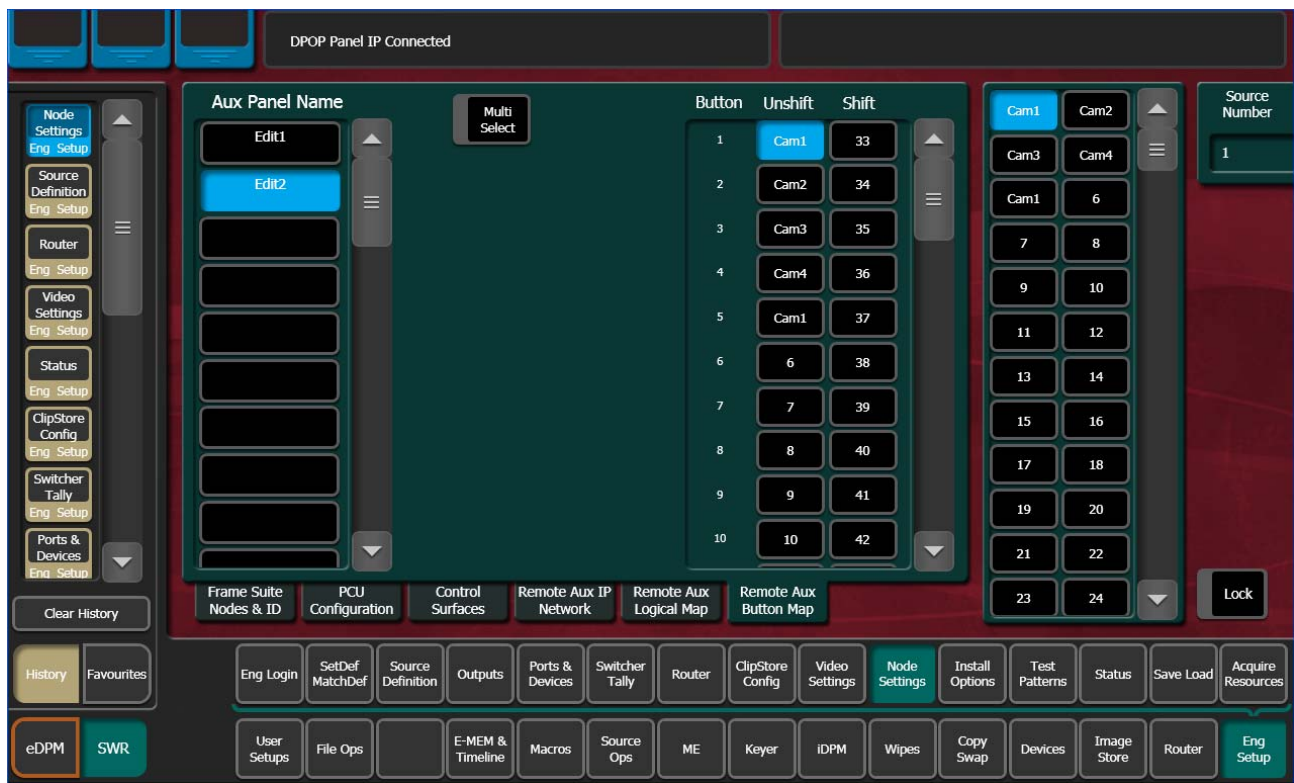 DPOP Panel IP Connected
Node
Settings
Eng Setup
Source
Definition
Eng Setup
Router
Eng Setup
Video
Settings
Eng Setup
Status
Eng Setup
ClipStore
Config
Eng Setup
Switcher
Tally
Eng Setup
Ports &
Devices
Eng Setup
Clear History
History Favourites
eDPM SWR
Aux Panel Name
Edit1
Edit2
Multi
Select
Button Unshift Shift
1 Cam1 33
2 Cam2 34
3 Cam3 35
4 Cam4 36
5 Cam1 37
6 6 38
7 7 39
8 8 40
9 9 41
10 10 42
Cam1 Cam2
Cam3 Cam4
Cam1 6
7 8
9 10
11 12
13 14
15 16
17 18
19 20
21 22
23 24
Source
Number
1
Lock
Frame Suite
Nodes & ID
PCU
Configuration
Control
Surfaces
Remote Aux IP
Network
Remote Aux
Logical Map
Remote Aux
Button Map
Eng Login
SetDef
MatchDef
Source
Definition
Outputs
Ports &
Devices
Switcher
Tally
Router
ClipStore
Config
Video
Settings
Node
Settings
Install
Options
Test
Patterns
Status
Save Load
Acquire
Resources
User
Setups
File Ops
E-MEM &
Timeline
Macros
Source
Ops
ME
Keyer
iDPM
Wipes
Copy
Swap
Devices
Image
Store
Router
Eng
Setup